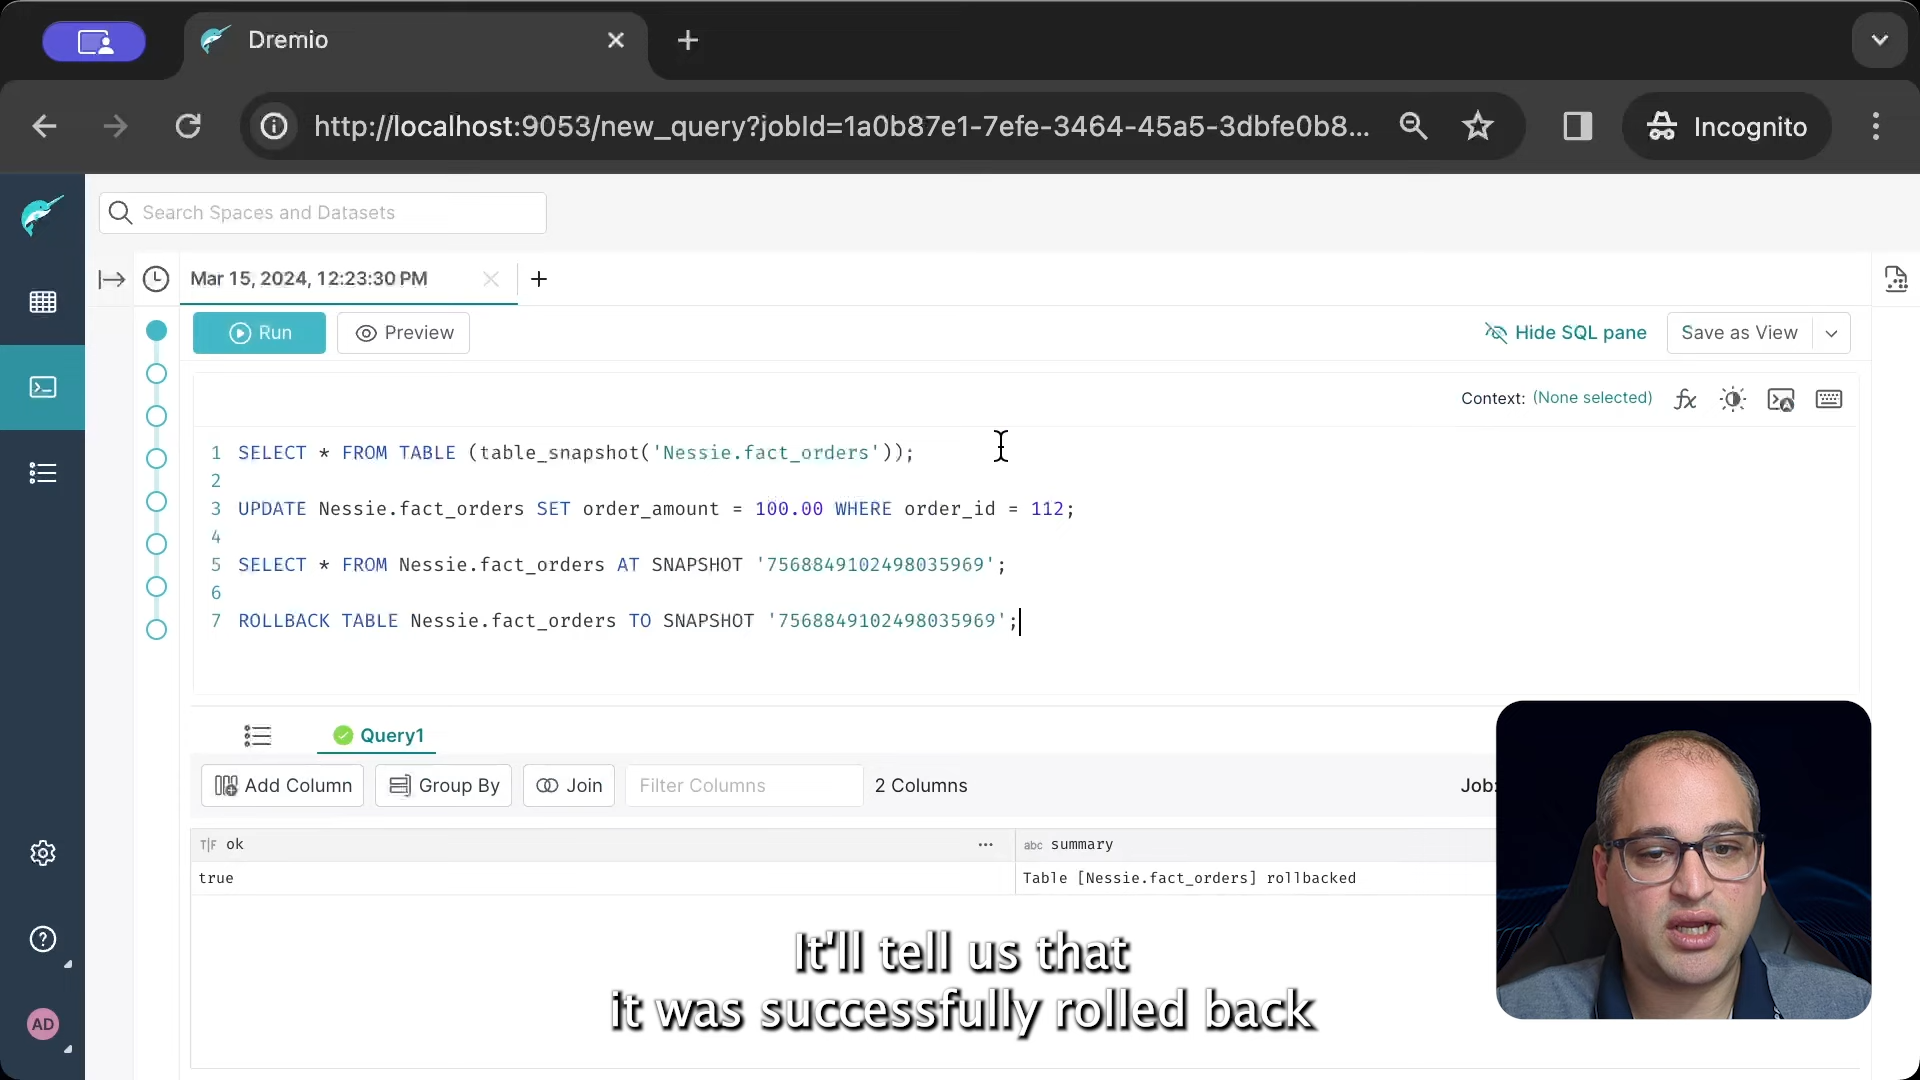 Dremio
http://localhost:9053/new_query?jobId=1a0b87e1-7efe-3464-45a5-3dbfe0b8...
Incognito
Search Spaces and Datasets
Mar 15, 2024, 12:23:30 PM
Run
Preview
Hide SQL pane
Save as View
Context: (None selected)
fx
1 SELECT * FROM TABLE (table_snapshot('Nessie.fact_orders'));
2
3 UPDATE Nessie.fact_orders SET order_amount = 100.00 WHERE order_id = 112;
4
5 SELECT * FROM Nessie.fact_orders AT SNAPSHOT '7568849102498035969';
6
7 ROLLBACK TABLE Nessie.fact_orders TO SNAPSHOT '7568849102498035969';
Query1
Add Column
Group By
Join
Filter Columns
2 Columns
Job:
T|F ok
abc summary
true
Table [Nessie.fact_orders] rollbacked
It'll tell us that
it was successfully rolled back
AD